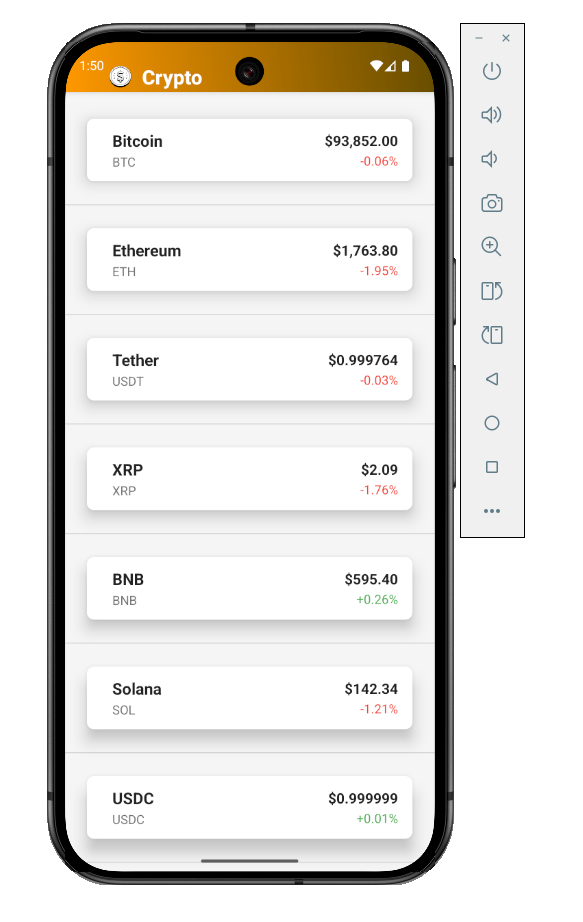 1:50
Crypto
Bitcoin $93,852.00
BTC -0.06%
Ethereum $1,763.80
ETH -1.95%
Tether $0.999764
USDT -0.03%
XRP $2.09
XRP -1.76%
BNB $595.40
BNB +0.26%
Solana $142.34
SOL -1.21%
USDC $0.999999
USDC +0.01%